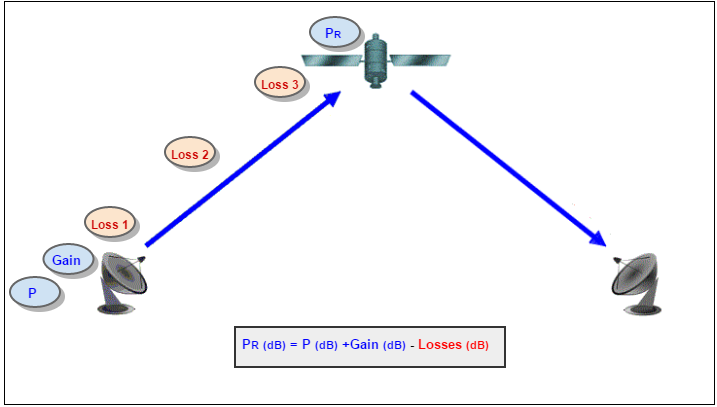 PR
Loss 3
Loss 2
Loss 1
Gain
P
PR (dB) = P (dB) +Gain (dB) - Losses (dB)